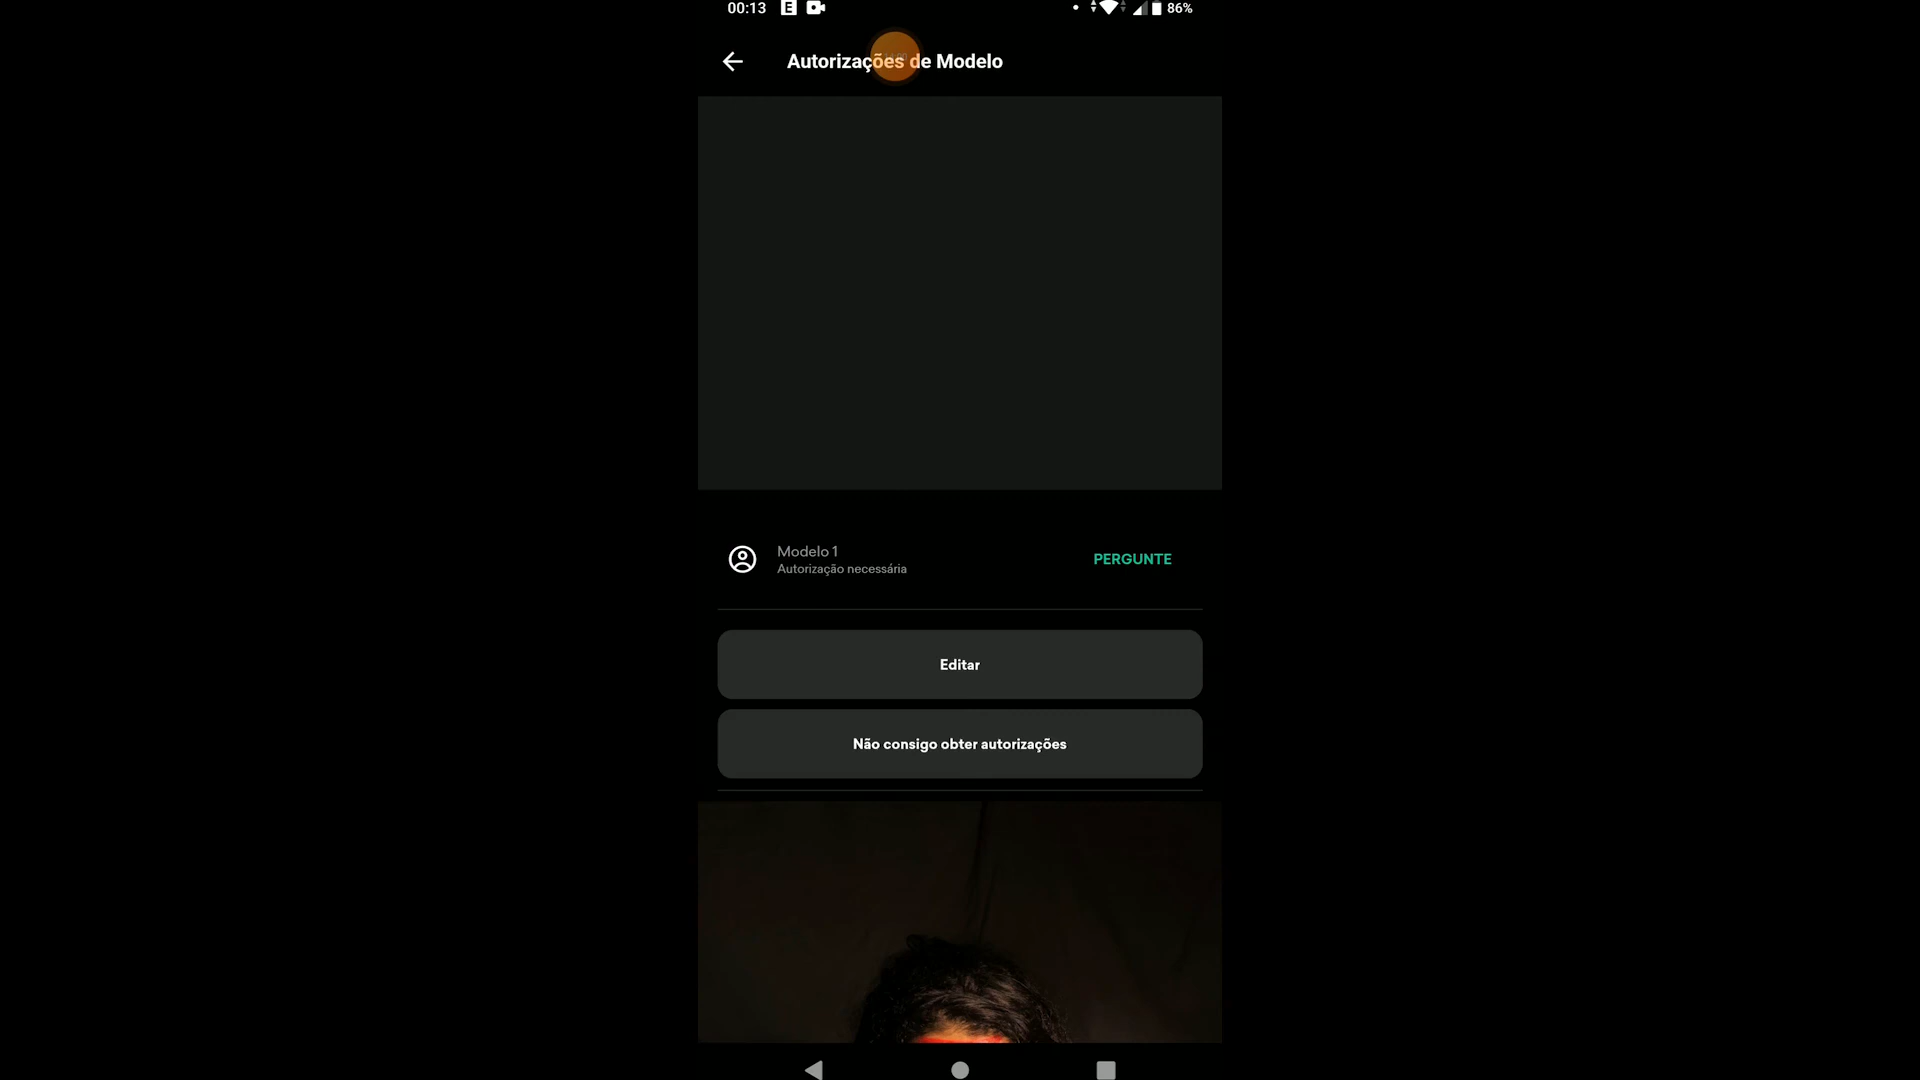 00:13
86%
Autorizações de Modelo
Modelo 1
Autorização necessária
PERGUNTE
Editar
Não consigo obter autorizações